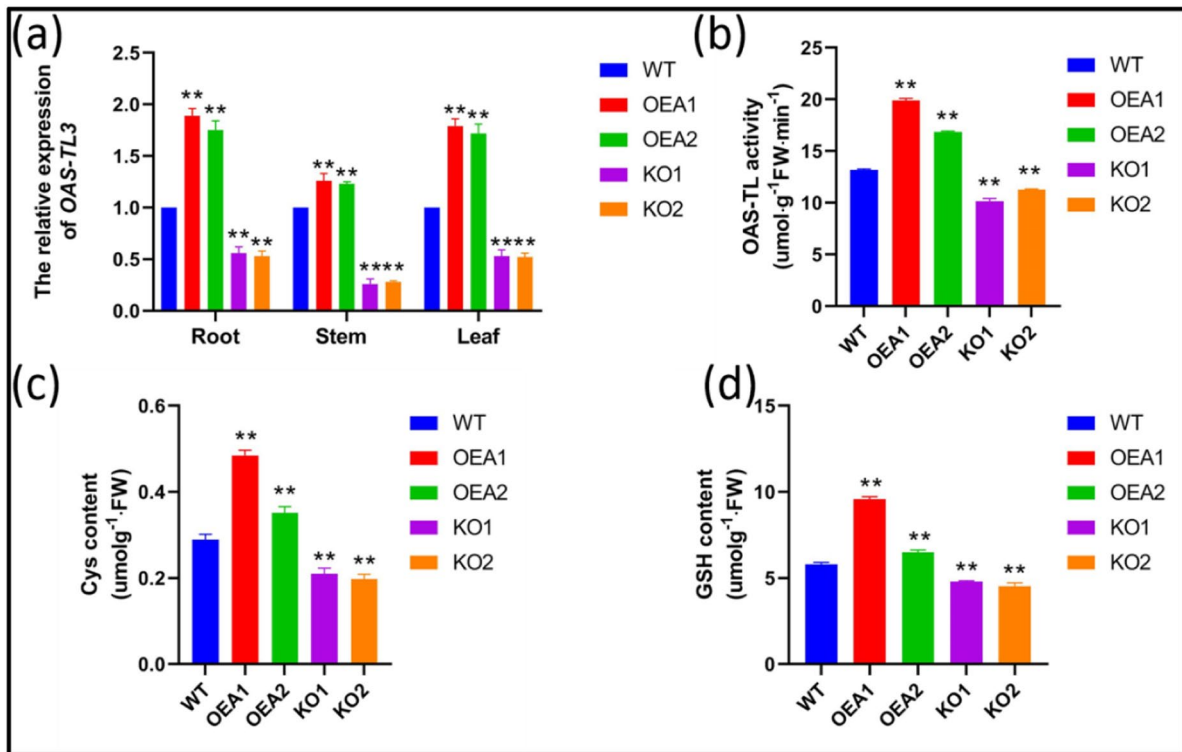 (a)
The relative expression
of OAS-TL3
2.5
2.0
1.5
1.0
0.5
0.0
** ** ** ** ** ** **** ** ** ****
Root Stem Leaf
WT
OEA1
OEA2
KO1
KO2
(b)
OAS-TL activity
(umol·g⁻¹FW·min⁻¹)
25
20
15
10
5
0
** ** ** **
WT OEA1 OEA2 KO1 KO2
WT
OEA1
OEA2
KO1
KO2
(c)
Cys content
(umolg⁻¹·FW)
0.6
0.4
0.2
0.0
** ** ** **
WT OEA1 OEA2 KO1 KO2
WT
OEA1
OEA2
KO1
KO2
(d)
GSH content
(umolg⁻¹·FW)
15
10
5
0
** ** ** **
WT OEA1 OEA2 KO1 KO2
WT
OEA1
OEA2
KO1
KO2